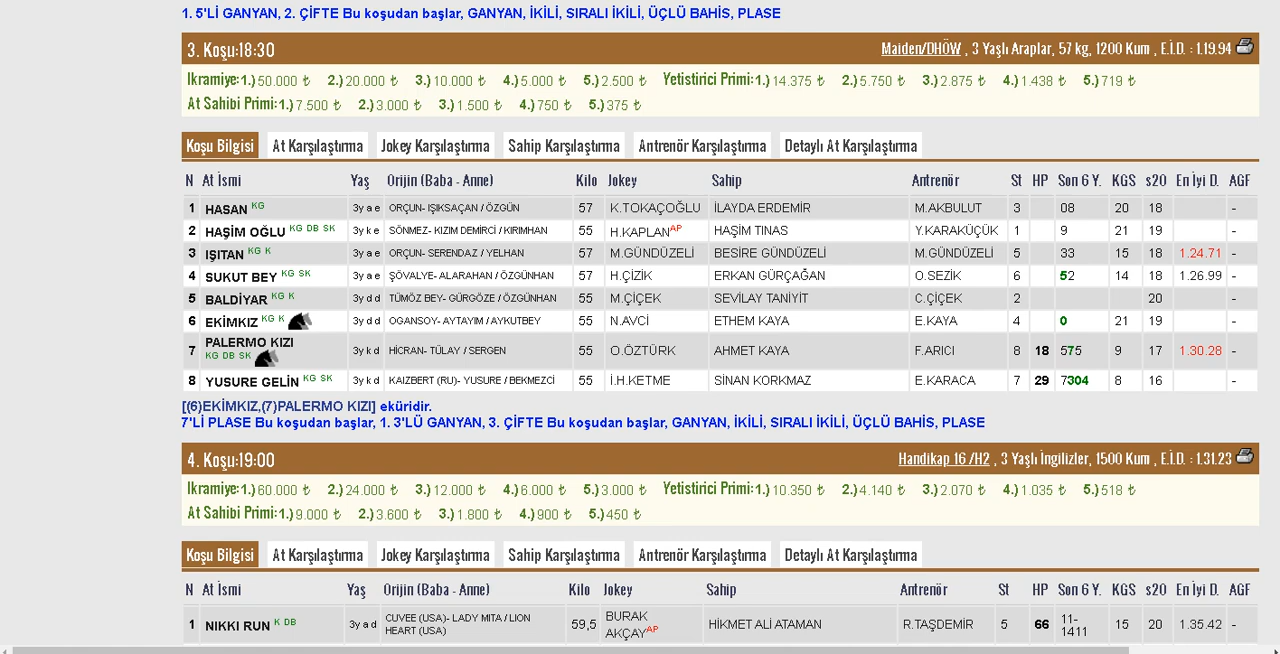 1. 5'Lİ GANYAN, 2. ÇİFTE Bu koşudan başlar, GANYAN, İKİLİ, SIRALI İKİLİ, ÜÇLÜ BAHİS, PLASE
3. Koşu:18:30 Maiden/DHÖW , 3 Yaşlı Araplar, 57 kg, 1200 Kum , E.İ.D. : 1.19.94
Ikramiye:1.)50.000 ₺ 2.)20.000 ₺ 3.)10.000 ₺ 4.)5.000 ₺ 5.)2.500 ₺ Yetistirici Primi:1.)14.375 ₺ 2.)5.750 ₺ 3.)2.875 ₺ 4.)1.438 ₺ 5.)719 ₺
At Sahibi Primi:1.)7.500 ₺ 2.)3.000 ₺ 3.)1.500 ₺ 4.)750 ₺ 5.)375 ₺
Koşu Bilgisi At Karşılaştırma Jokey Karşılaştırma Sahip Karşılaştırma Antrenör Karşılaştırma Detaylı At Karşılaştırma
N At İsmi Yaş Orijin (Baba - Anne) Kilo Jokey Sahip Antrenör St HP Son 6 Y. KGS s20 En İyi D. AGF
1 HASAN KG 3y a e ORÇUN- IŞIKSAÇAN / ÖZGÜN 57 K.TOKAÇOĞLU İLAYDA ERDEMİR M.AKBULUT 3 08 20 18 -
2 HAŞİM OĞLU KG DB SK 3y k e SÖNMEZ- KIZIM DEMİRCİ / KIRIMHAN 55 H.KAPLANAP HAŞİM TINAS Y.KARAKÜÇÜK 1 9 21 19 -
3 IŞITAN KG K 3y a e ORÇUN- SERENDAZ / YELHAN 57 M.GÜNDÜZELİ BESİRE GÜNDÜZELİ M.GÜNDÜZELİ 5 33 15 18 1.24.71 -
4 SUKUT BEY KG SK 3y a e ŞÖVALYE- ALARAHAN / ÖZGÜNHAN 57 H.ÇİZİK ERKAN GÜRÇAĞAN O.SEZİK 6 52 14 18 1.26.99 -
5 BALDİYAR KG K 3y d d TÜMÖZ BEY- GÜRGÖZE / ÖZGÜNHAN 55 M.ÇİÇEK SEVİLAY TANİYİT C.ÇİÇEK 2 20 -
6 EKİMKIZ KG K 3y d d OGANSOY- AYTAYIM / AYKUTBEY 55 N.AVCİ ETHEM KAYA E.KAYA 4 0 21 19 -
7 PALERMO KIZI KG DB SK 3y k d HİCRAN- TÜLAY / SERGEN 55 O.ÖZTÜRK AHMET KAYA F.ARICI 8 18 575 9 17 1.30.28 -
8 YUSURE GELİN KG SK 3y k d KAIZBERT (RU)- YUSURE / BEKMEZCİ 55 İ.H.KETME SİNAN KORKMAZ E.KARACA 7 29 7304 8 16 -
[(6)EKİMKIZ,(7)PALERMO KIZI] eküridir.
7'Lİ PLASE Bu koşudan başlar, 1. 3'LÜ GANYAN, 3. ÇİFTE Bu koşudan başlar, GANYAN, İKİLİ, SIRALI İKİLİ, ÜÇLÜ BAHİS, PLASE
4. Koşu:19:00 Handikap 16 /H2 , 3 Yaşlı İngilizler, 1500 Kum , E.İ.D. : 1.31.23
Ikramiye:1.)60.000 ₺ 2.)24.000 ₺ 3.)12.000 ₺ 4.)6.000 ₺ 5.)3.000 ₺ Yetistirici Primi:1.)10.350 ₺ 2.)4.140 ₺ 3.)2.070 ₺ 4.)1.035 ₺ 5.)518 ₺
At Sahibi Primi:1.)9.000 ₺ 2.)3.600 ₺ 3.)1.800 ₺ 4.)900 ₺ 5.)450 ₺
Koşu Bilgisi At Karşılaştırma Jokey Karşılaştırma Sahip Karşılaştırma Antrenör Karşılaştırma Detaylı At Karşılaştırma
N At İsmi Yaş Orijin (Baba - Anne) Kilo Jokey Sahip Antrenör St HP Son 6 Y. KGS s20 En İyi D. AGF
1 NIKKI RUN K DB 3y a d CUVEE (USA)- LADY MITA / LION HEART (USA) 59,5 BURAK AKÇAYAP HİKMET ALİ ATAMAN R.TAŞDEMİR 5 66 11-1411 15 20 1.35.42 -